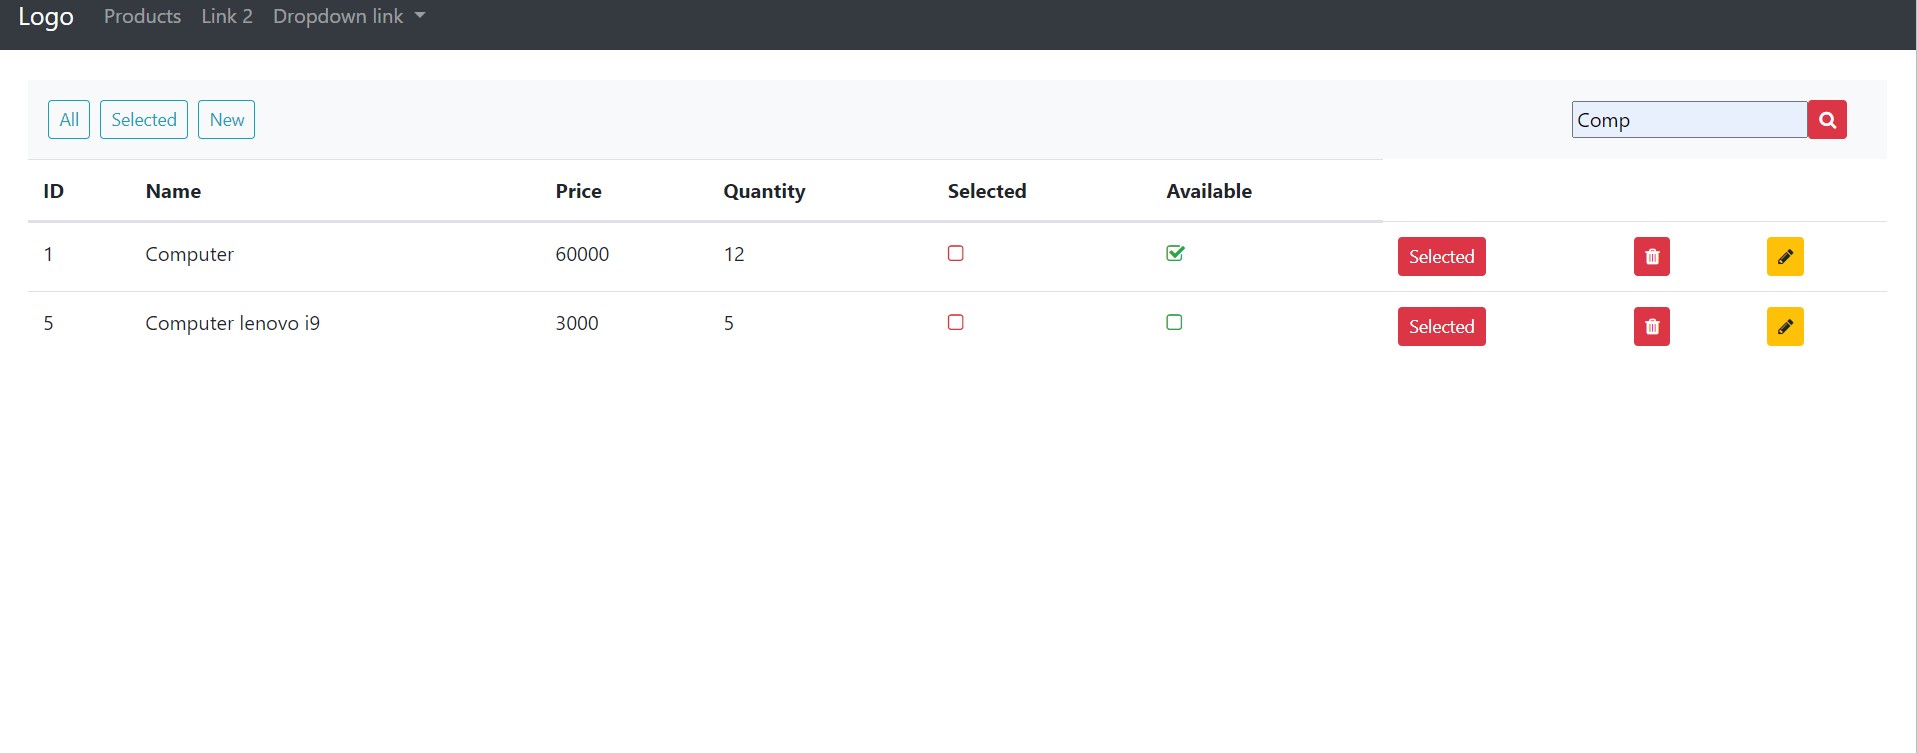 Logo Products Link 2 Dropdown link
All Selected New Comp
ID Name Price Quantity Selected Available
1 Computer 60000 12 Selected
5 Computer lenovo i9 3000 5 Selected